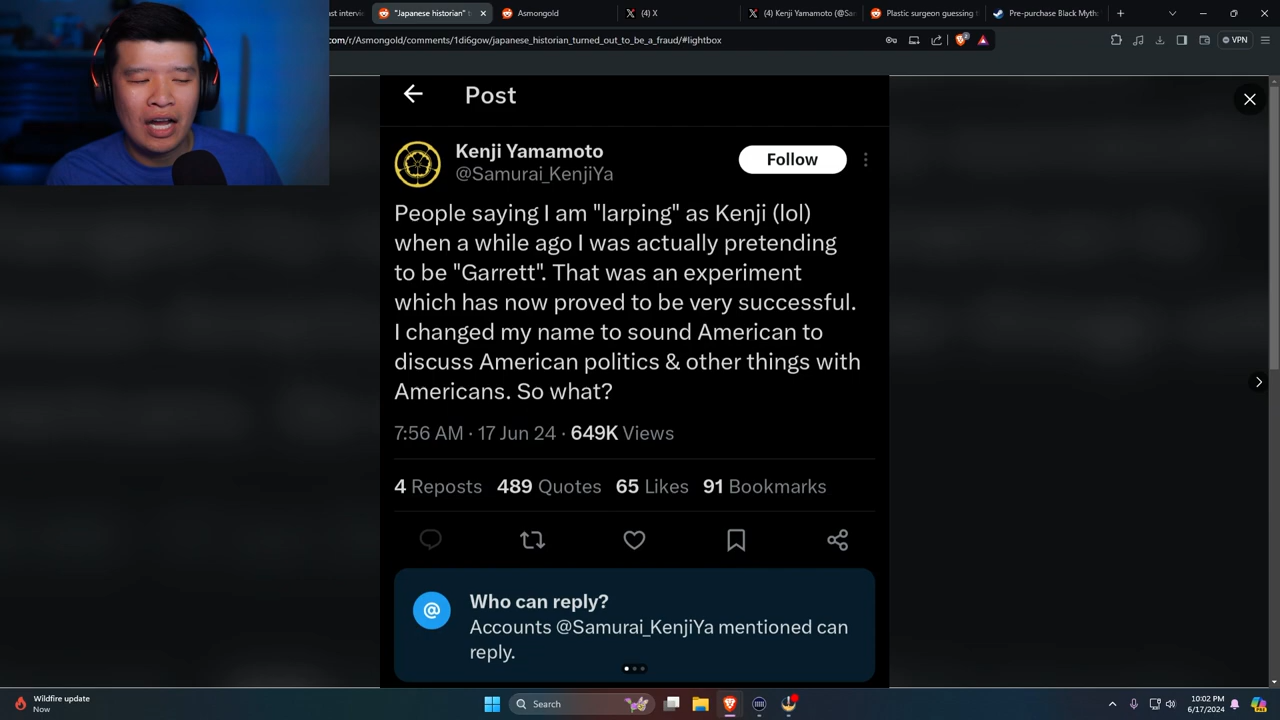 ast intervie
"Japanese historian" t
Asmongold
(4) X
(4) Kenji Yamamoto (@Sa
Plastic surgeon guessing
Pre-purchase Black Myth
com/r/Asmongold/comments/1di6gow/japanese_historian_turned_out_to_be_a_fraud/#lightbox
VPN
Post
Kenji Yamamoto
@Samurai_KenjiYa
Follow
People saying I am "larping" as Kenji (lol)
when a while ago I was actually pretending
to be "Garrett". That was an experiment
which has now proved to be very successful.
I changed my name to sound American to
discuss American politics & other things with
Americans. So what?
7:56 AM · 17 Jun 24 · 649K Views
4 Reposts 489 Quotes 65 Likes 91 Bookmarks
@
Who can reply?
Accounts @Samurai_KenjiYa mentioned can
reply.
Wildfire update
Now
Search
10:02 PM
6/17/2024